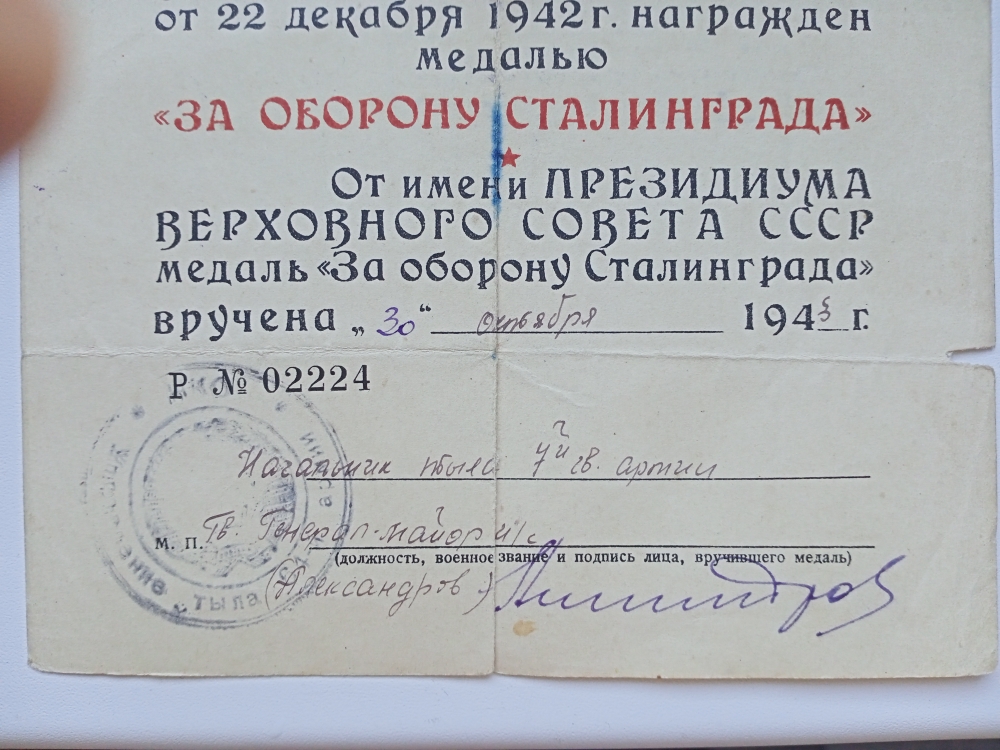 от 22 декабря 1942 г. награжден
медалью
«ЗА ОБОРОНУ СТАЛИНГРАДА»
От имени ПРЕЗИДИУМА
ВЕРХОВНОГО СОВЕТА СССР
медаль «За оборону Сталинграда»
вручена „30“ октября 1943 г.
Р № 02224
Начальник тыла 7й гв. армии
М. П. Гв. Генерал-майор и/с
(должность, военное звание и подпись лица, вручившего медаль)
(Александров)
тыла